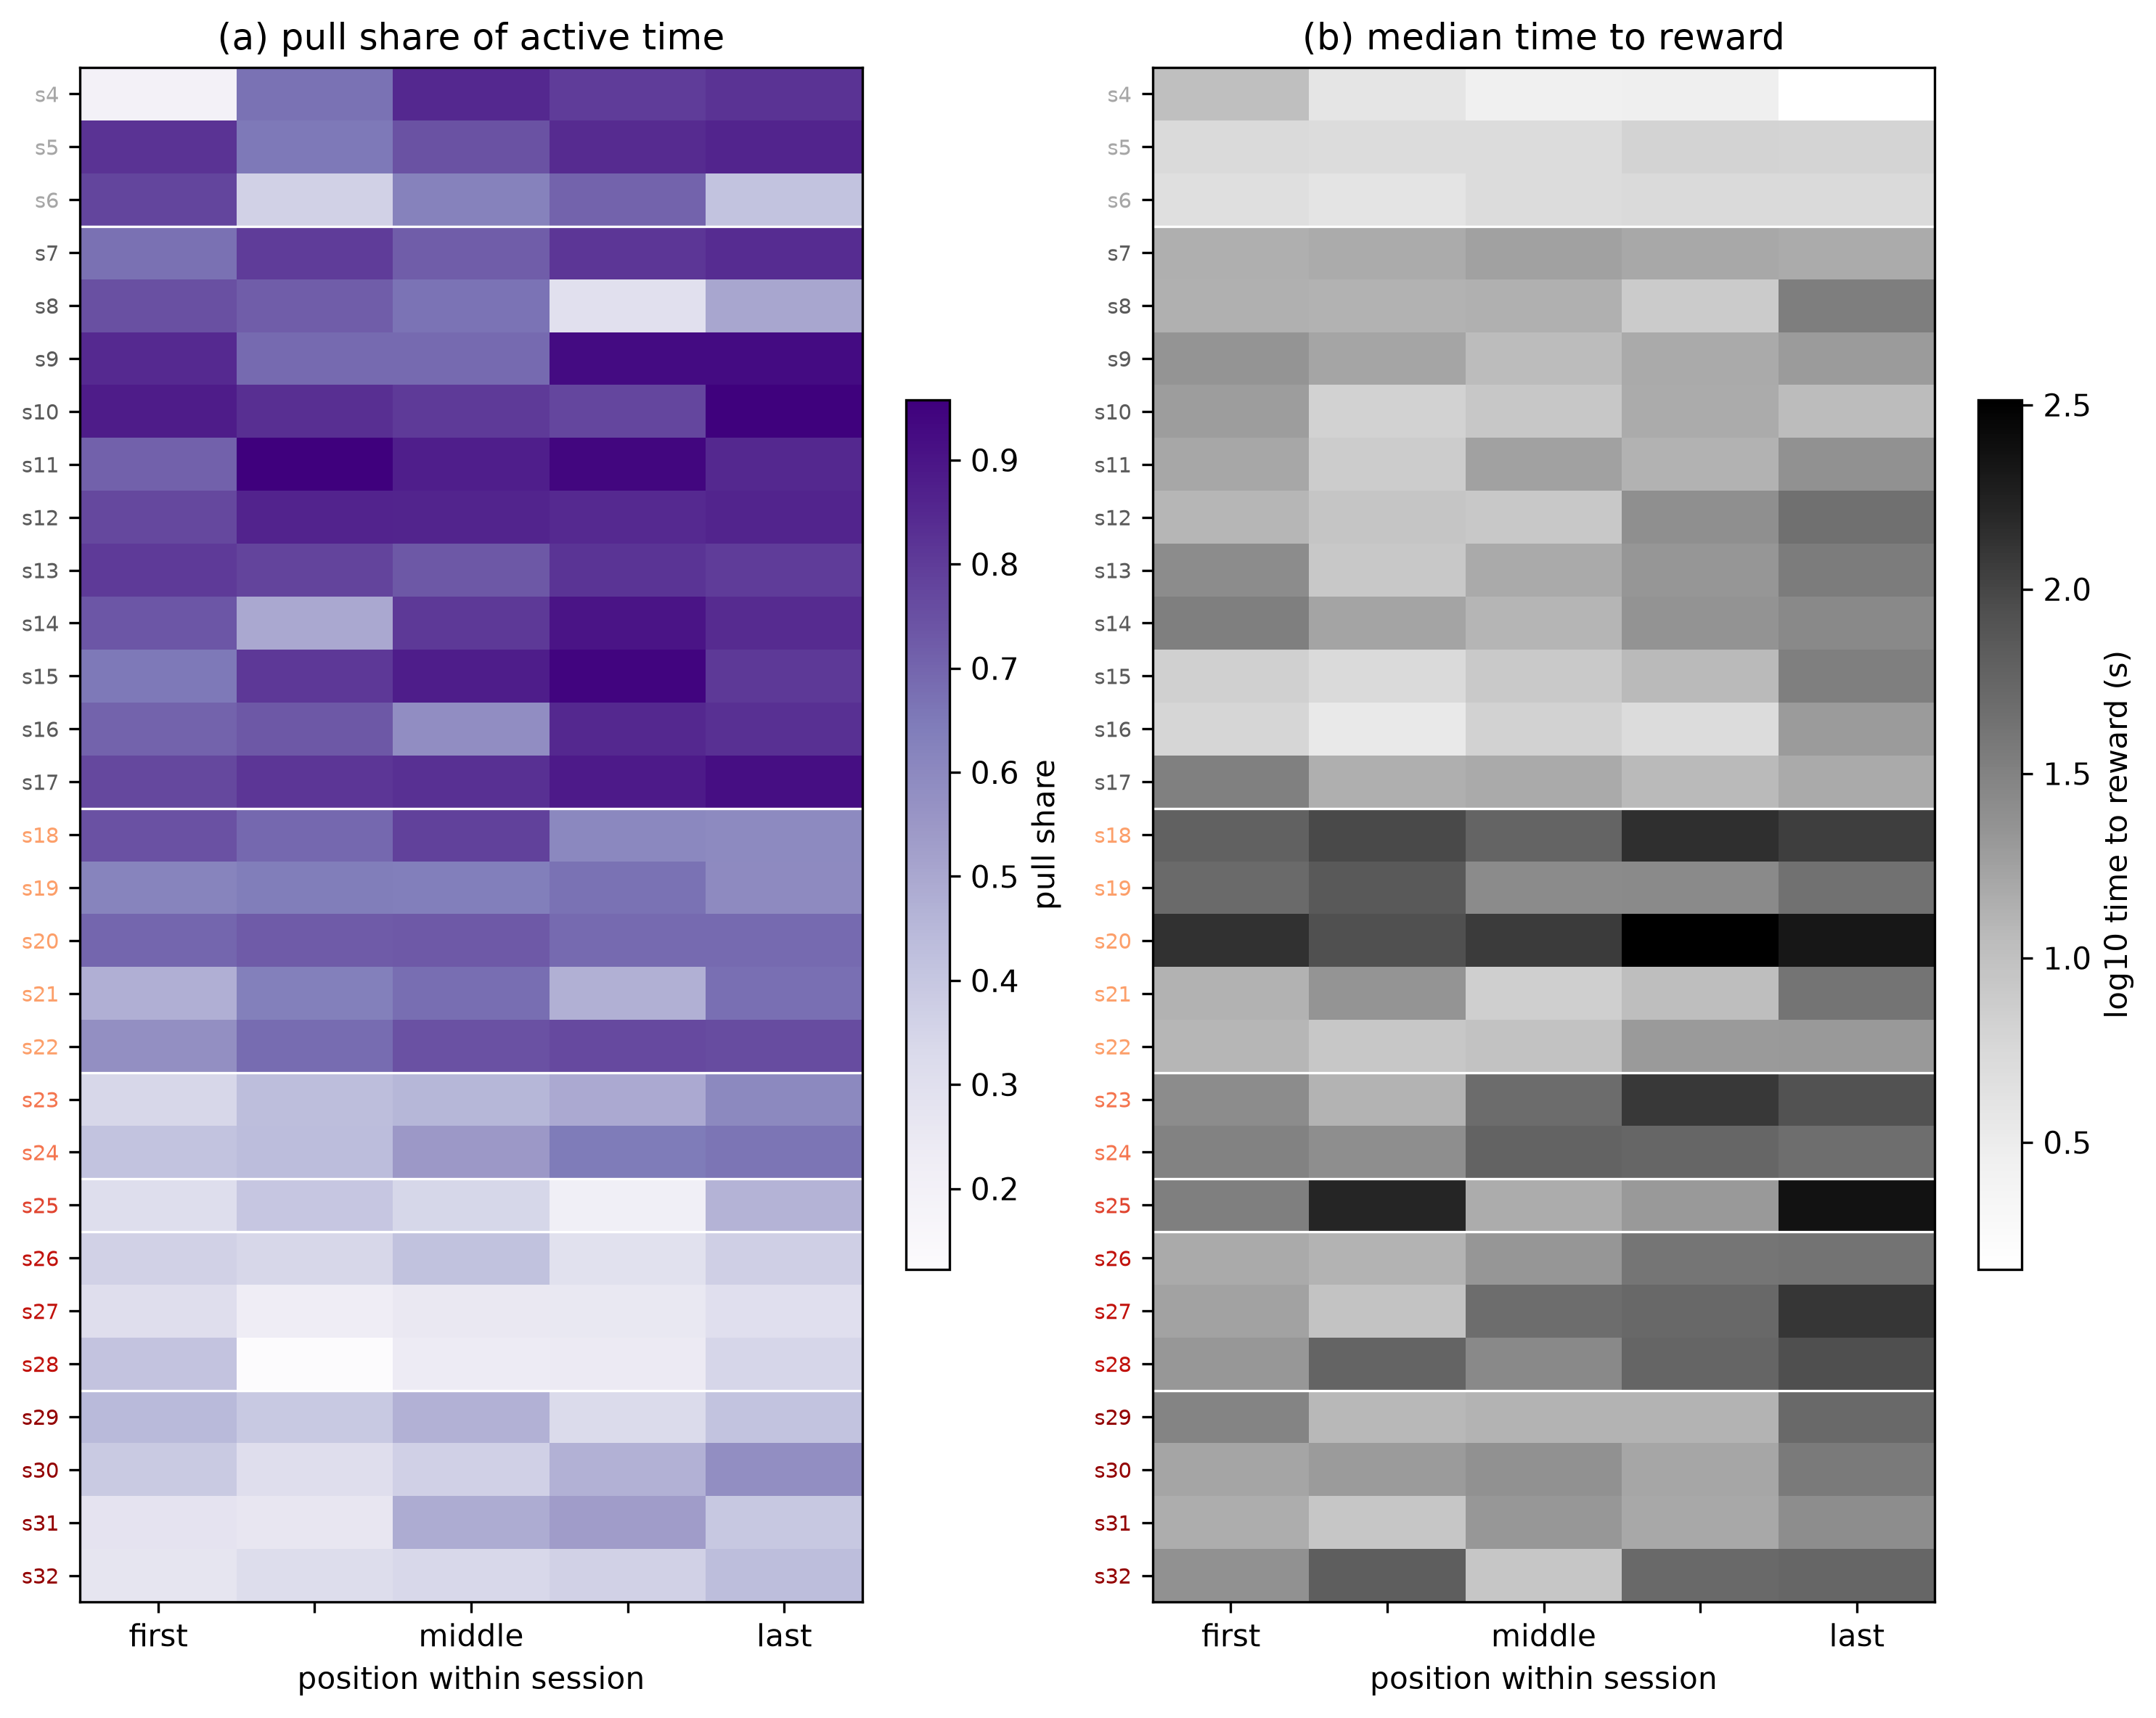 (a) pull share of active time
s4
s5
s6
s7
s8
s9
s10
s11
s12
s13
s14
s15
s16
s17
s18
s19
s20
s21
s22
s23
s24
s25
s26
s27
s28
s29
s30
s31
s32
first
middle
last
position within session
0.9
0.8
0.7
0.6
0.5
0.4
0.3
0.2
pull share
(b) median time to reward
s4
s5
s6
s7
s8
s9
s10
s11
s12
s13
s14
s15
s16
s17
s18
s19
s20
s21
s22
s23
s24
s25
s26
s27
s28
s29
s30
s31
s32
first
middle
last
position within session
2.5
2.0
1.5
1.0
0.5
log10 time to reward (s)